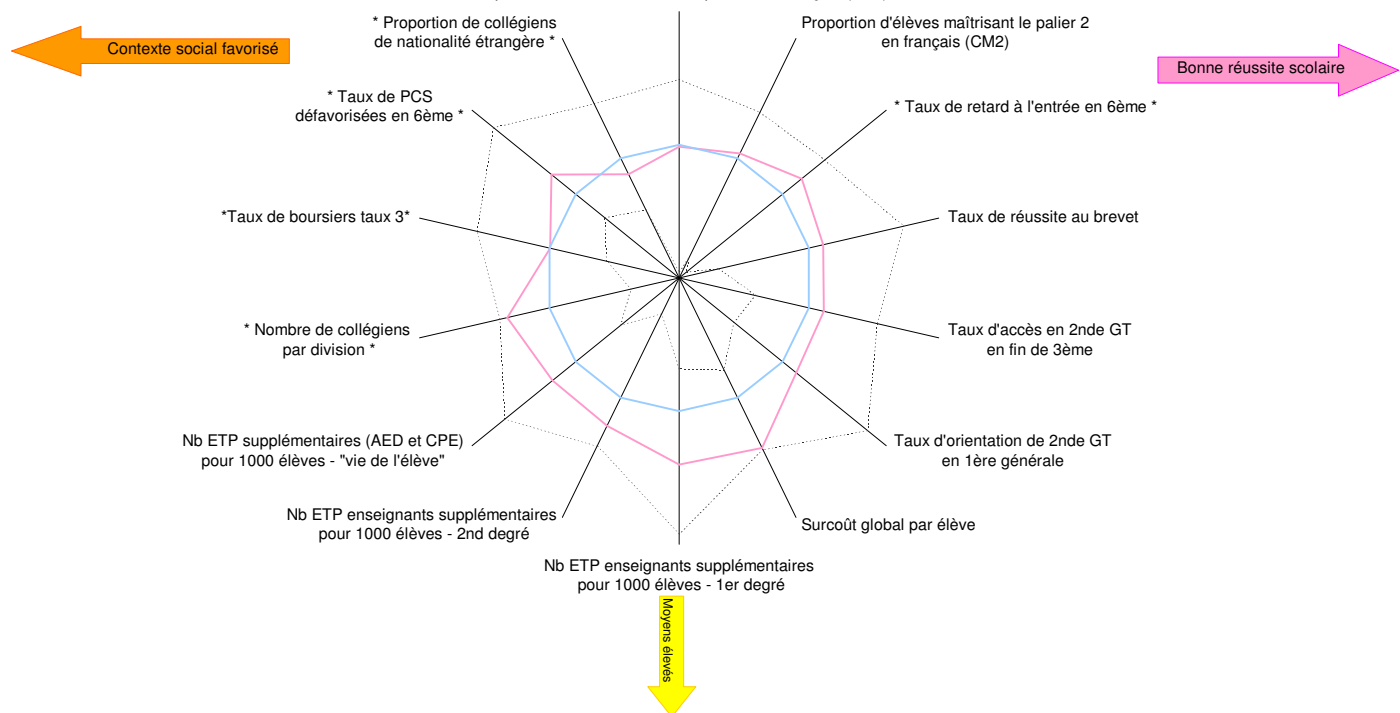 * Proportion de collégiens
de nationalité étrangère *
Proportion d'élèves maîtrisant le palier 2
en français (CM2)
Contexte social favorisé
Bonne réussite scolaire
* Taux de PCS
défavorisées en 6ème *
* Taux de retard à l'entrée en 6ème *
*Taux de boursiers taux 3*
Taux de réussite au brevet
* Nombre de collégiens
par division *
Taux d'accès en 2nde GT
en fin de 3ème
Nb ETP supplémentaires (AED et CPE)
pour 1000 élèves - "vie de l'élève"
Taux d'orientation de 2nde GT
en 1ère générale
Nb ETP enseignants supplémentaires
pour 1000 élèves - 2nd degré
Surcoût global par élève
Nb ETP enseignants supplémentaires
pour 1000 élèves - 1er degré
Moyens élevés